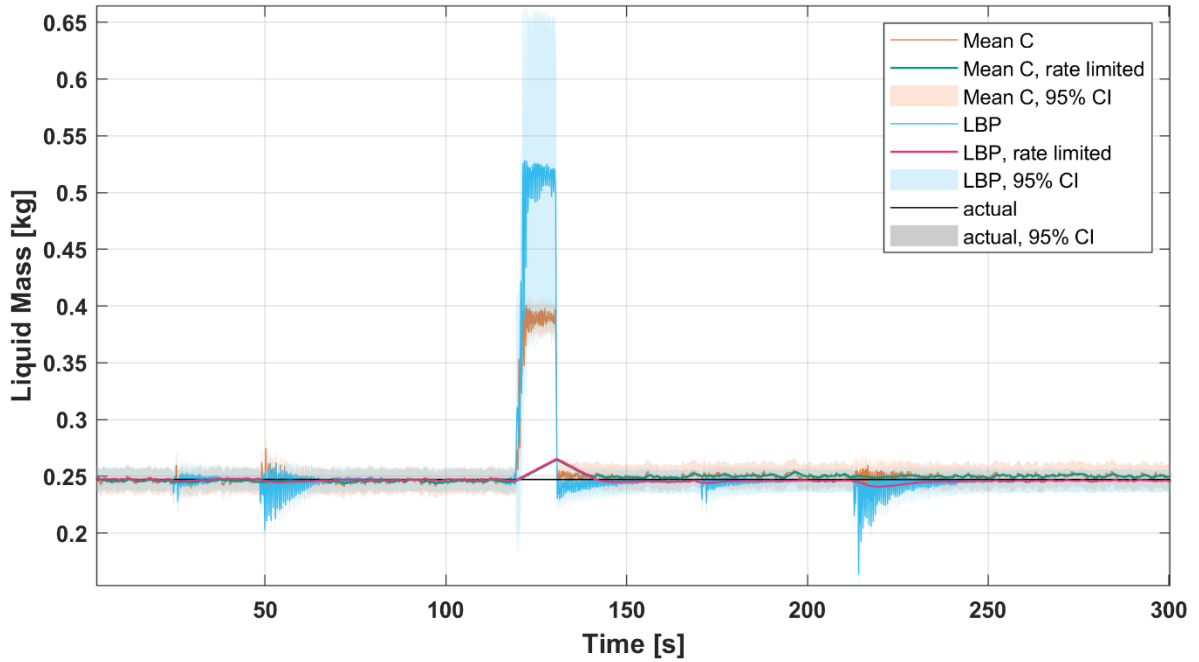 0.65
0.6
0.55
0.5
0.45
0.4
0.35
0.3
0.25
0.2
Liquid Mass [kg]
Mean C
Mean C, rate limited
Mean C, 95% CI
LBP
LBP, rate limited
LBP, 95% CI
actual
actual, 95% CI
50
100
150
200
250
300
Time [s]